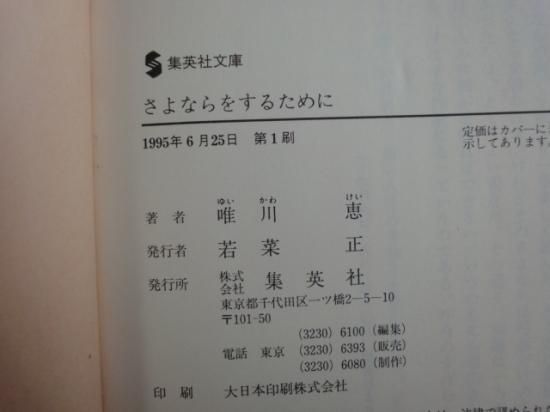 集英社文庫
さよならをするために
1995年6月25日 第1刷
定価はカバーに
示してあります。
ゆい かわ けい
著者 唯川 恵
発行者 若菜 正
発行所 株式会社 集英社
東京都千代田区一ツ橋2-5-10
〒101-50
(3230) 6100 (編集)
電話 東京 (3230) 6393 (販売)
(3230) 6080 (制作)
印刷 大日本印刷株式会社